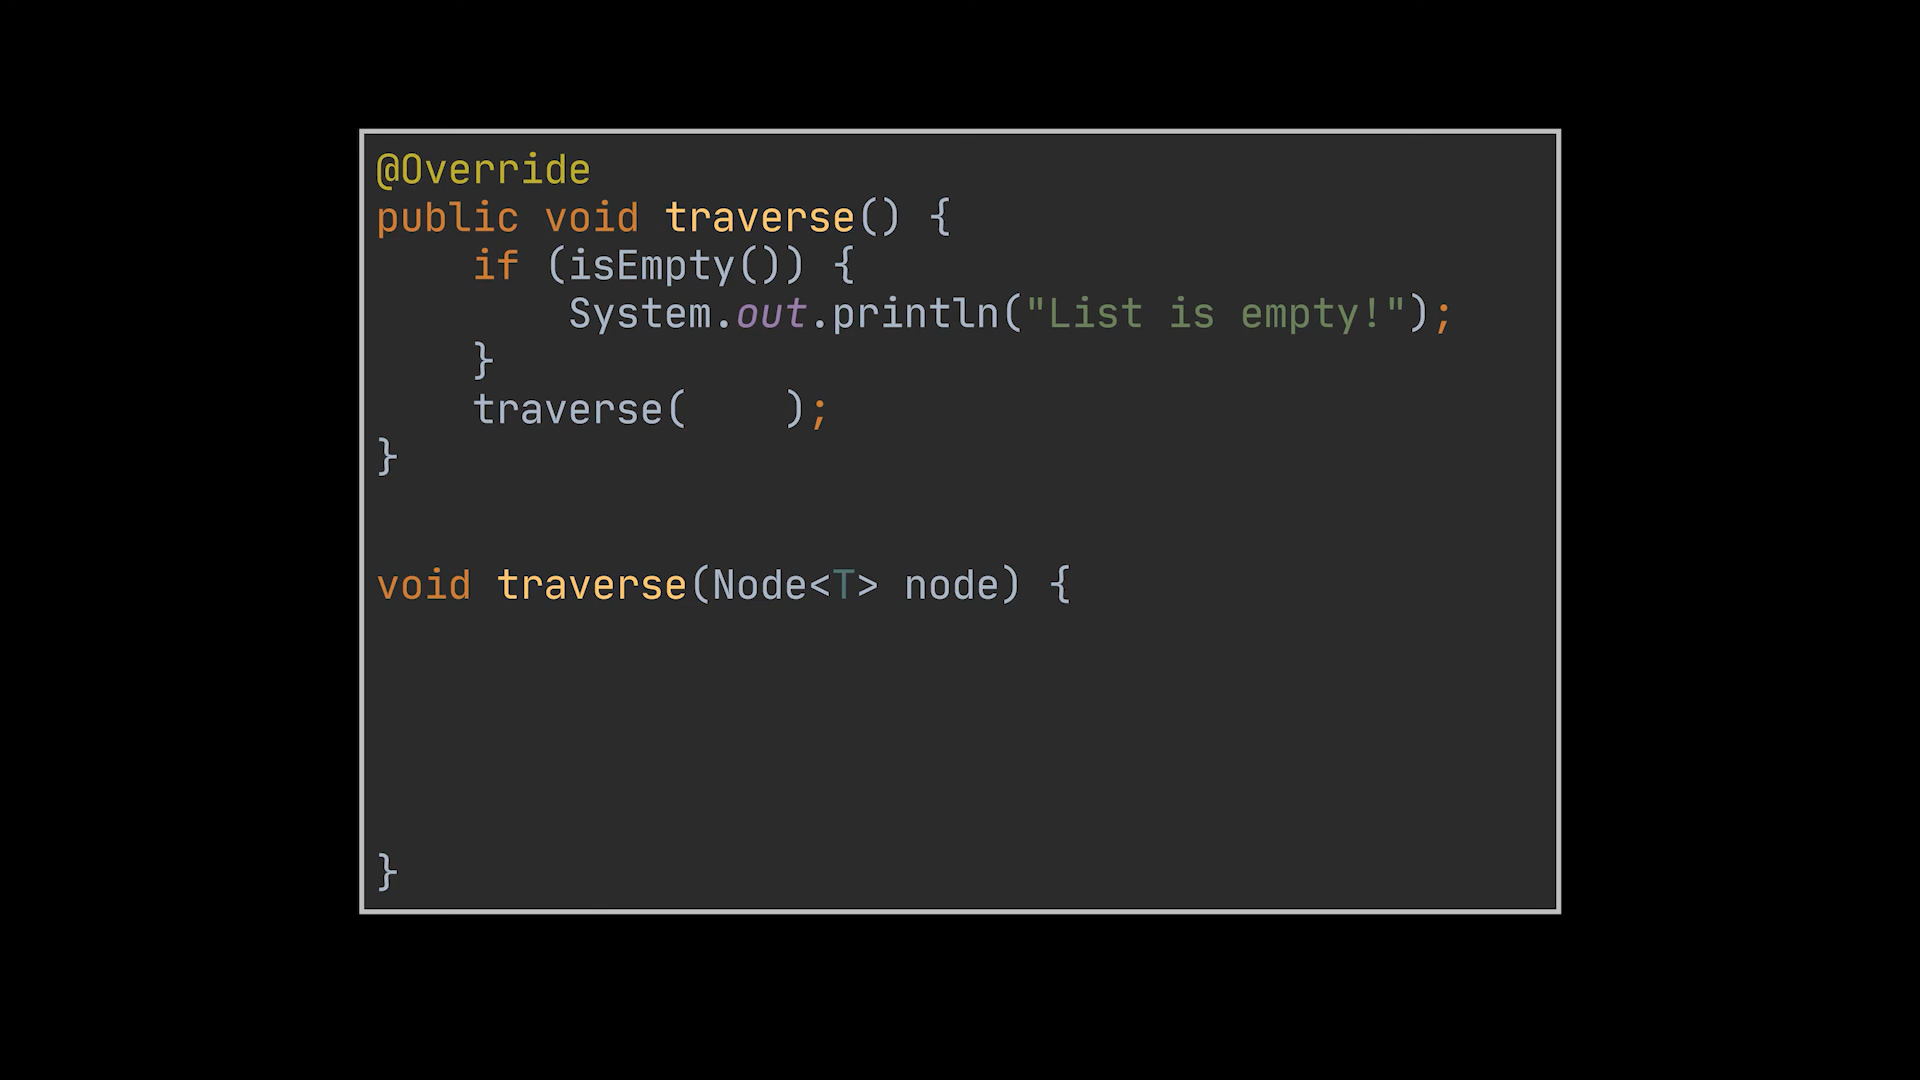 @Override
public void traverse() {
    if (isEmpty()) {
        System.out.println("List is empty!");
    }
    traverse(    );
}
void traverse(Node<T> node) {
}